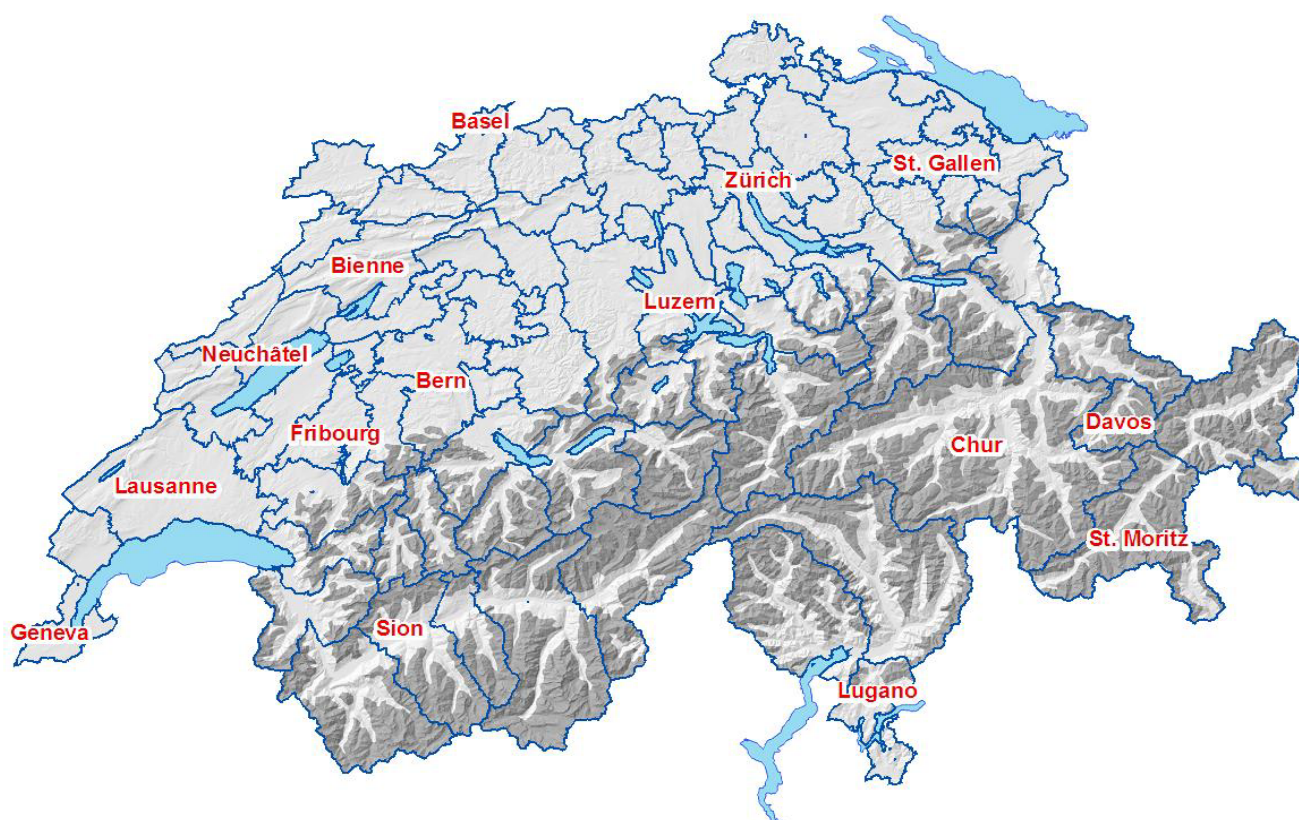 Basel
St. Gallen
Zürich
Bienne
Luzern
Neuchâtel
Bern
Davos
Fribourg
Chur
Lausanne
St. Moritz
Geneva
Sion
Lugano